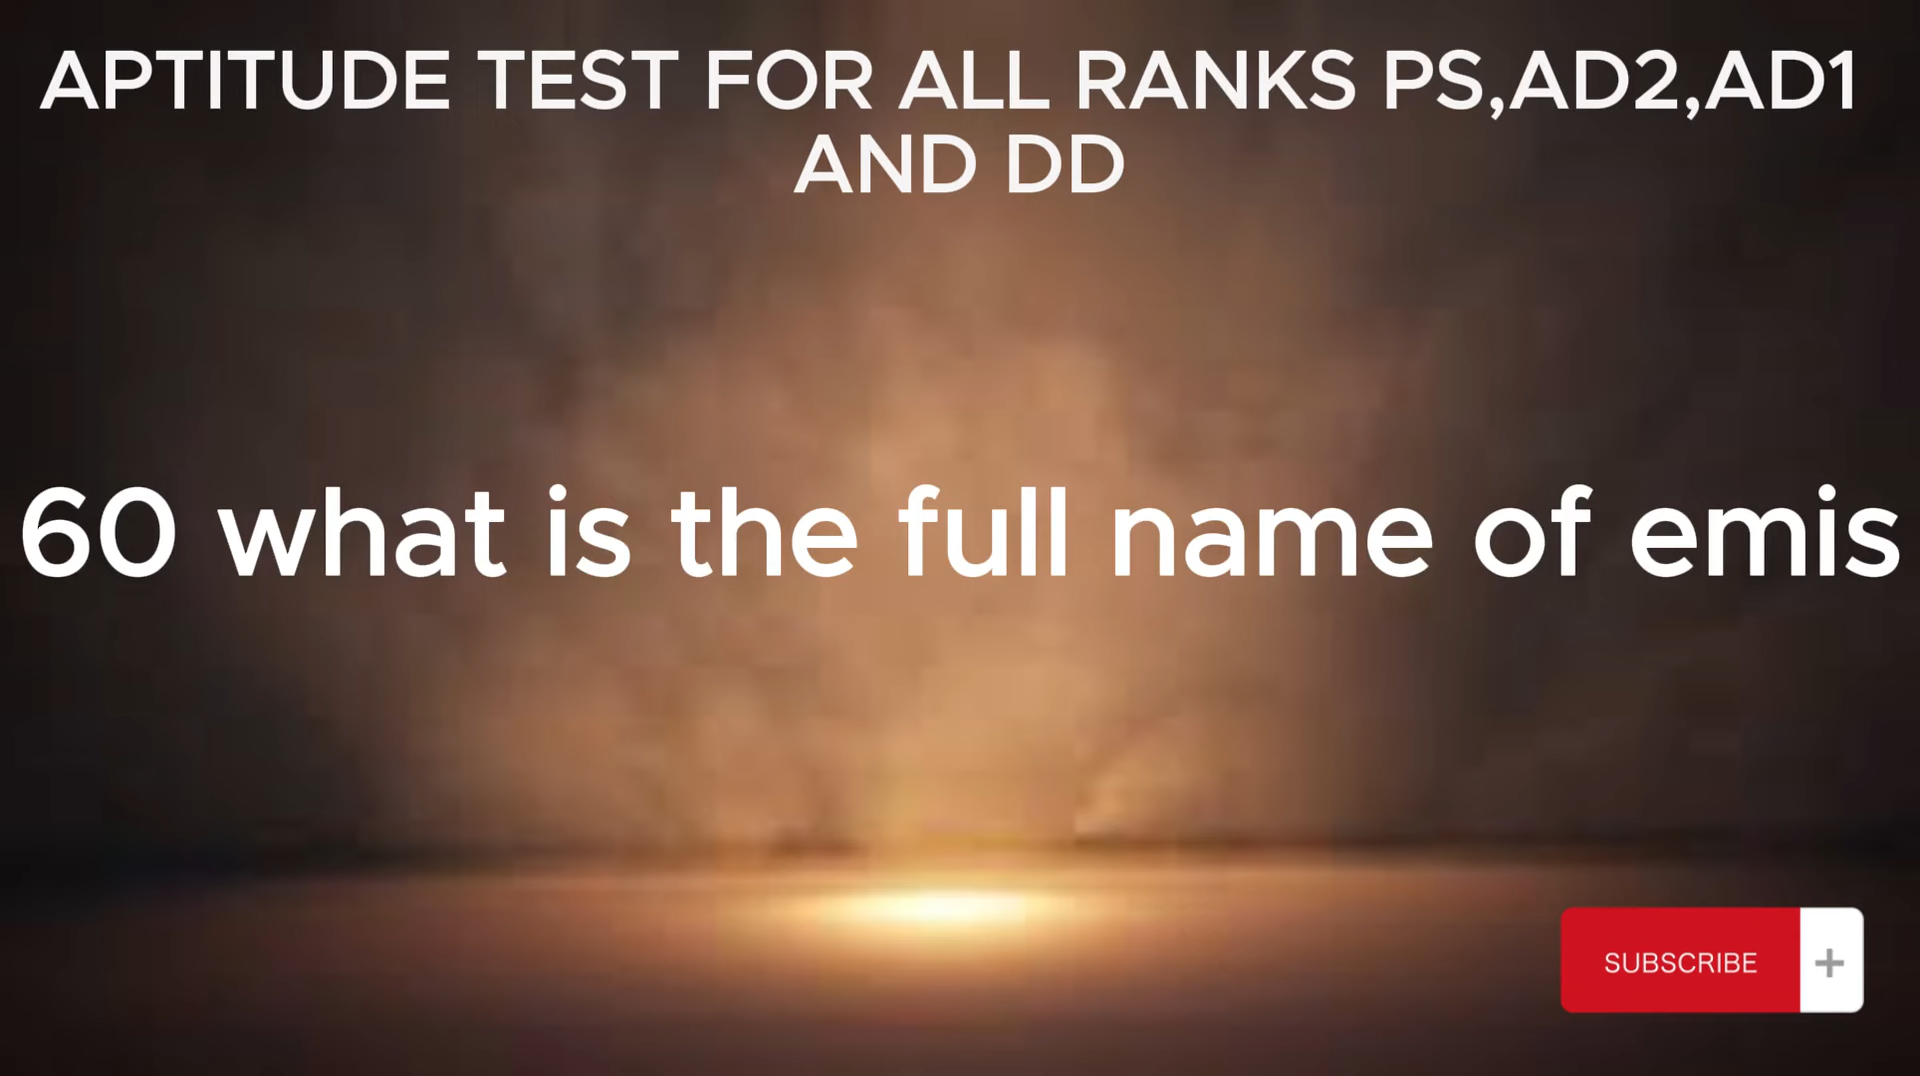 APTITUDE TEST FOR ALL RANKS PS,AD2,AD1
AND DD
60 what is the full name of emis
SUBSCRIBE +